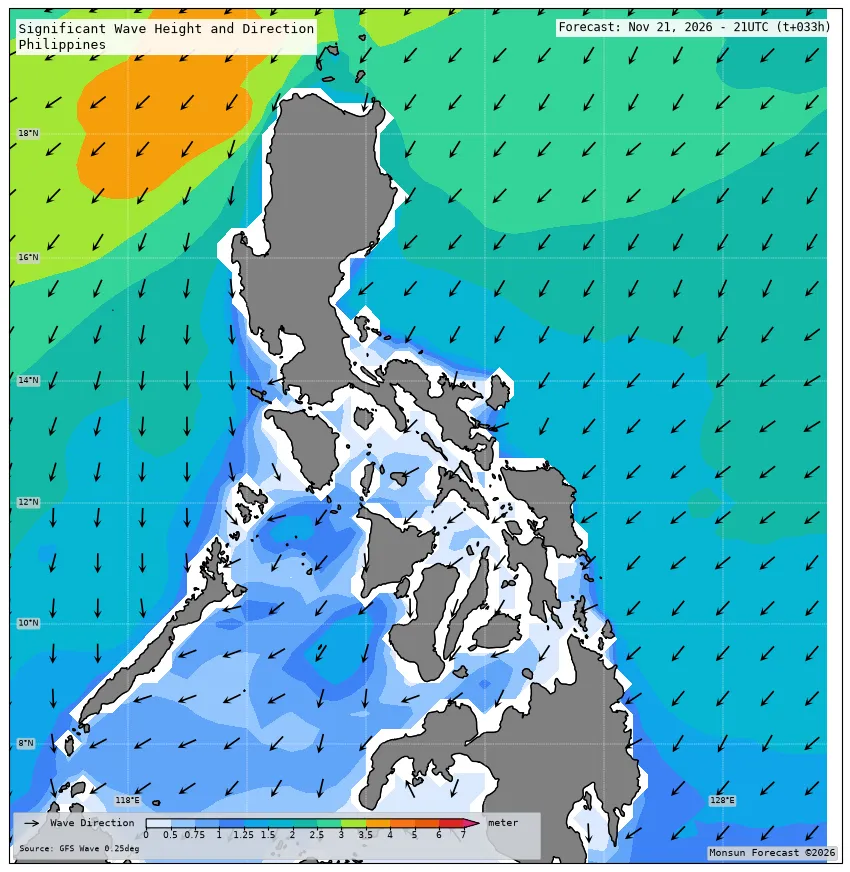 Significant Wave Height and Direction
Philippines
Forecast: Nov 21, 2026 - 21UTC (t+033h)
18°N
16°N
14°N
12°N
10°N
8°N
118°E
128°E
Wave Direction
0 0.5 0.75 1 1.25 1.5 2 2.5 3 3.5 4 5 6 7 meter
Source: GFS Wave 0.25deg
Monsun Forecast ©2026